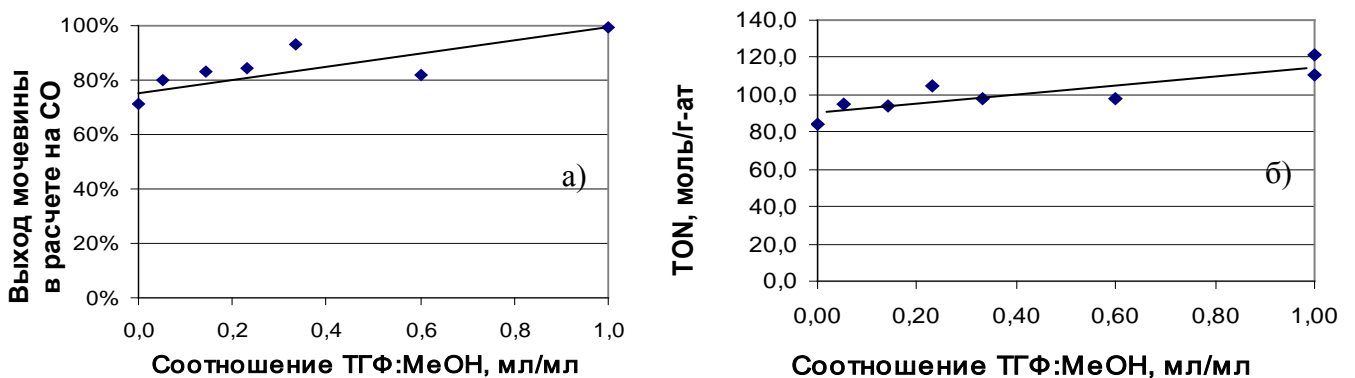 Выход мочевины
в расчете на СО
100%
80%
60%
40%
20%
0%
а)
0,0 0,2 0,4 0,6 0,8 1,0
Соотношение ТГФ:MeOH, мл/мл
TON, моль/г-ат
140,0
120,0
100,0
80,0
60,0
40,0
20,0
0,0
б)
0,00 0,20 0,40 0,60 0,80 1,00
Соотношение ТГФ:MeOH, мл/мл